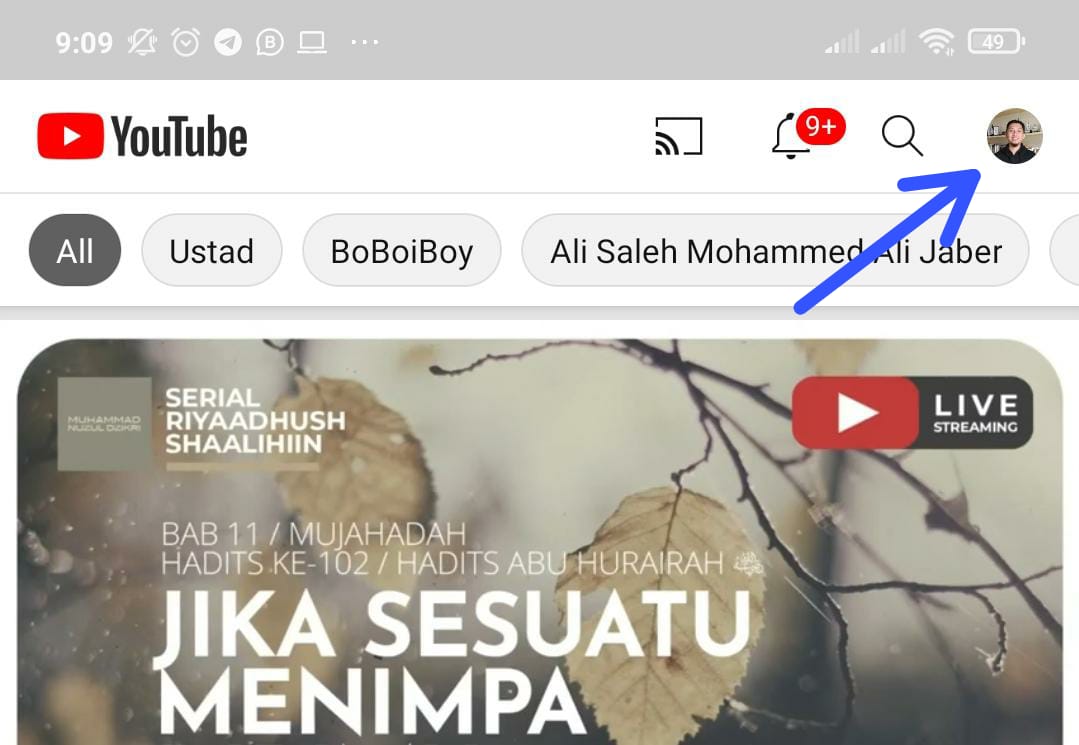 9:09
B
49
YouTube
9+
All
Ustad
BoBoiBoy
Ali Saleh Mohammed Ali Jaber
MUHAMMAD
NUZUL DZIKRI
SERIAL
RIYAADHUSH
SHAALIHIIN
LIVE
STREAMING
BAB 11 / MUJAHADAH
HADITS KE-102 / HADITS ABU HURAIRAH
JIKA SESUATU
MENIMPA